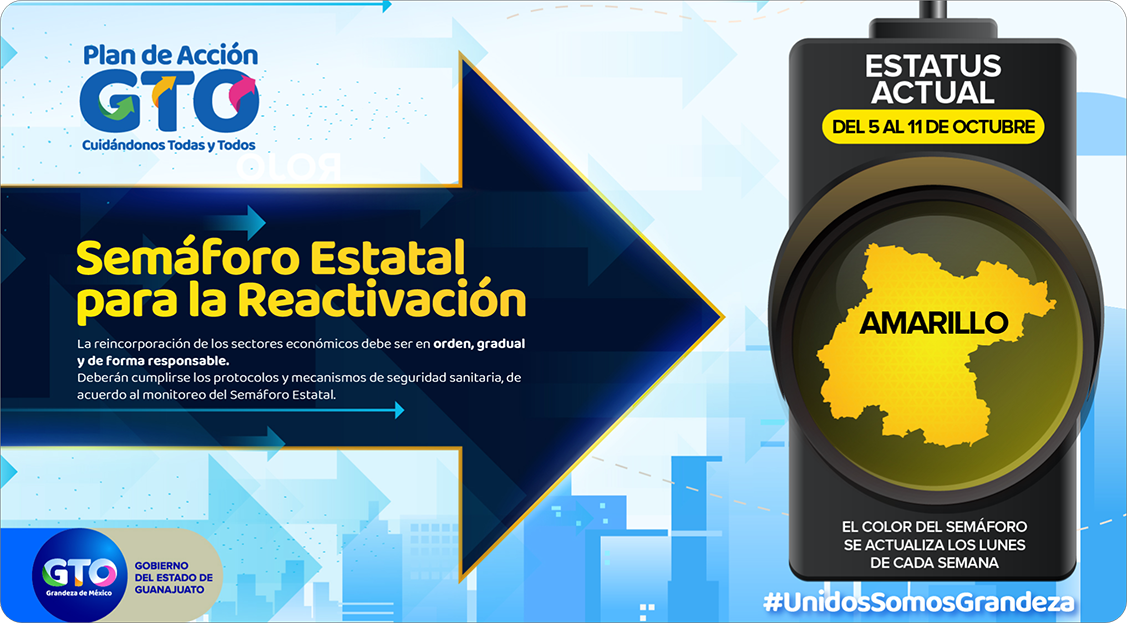 Plan de Acción
GTO
Cuidándonos Todas y Todos
Semáforo Estatal
para la Reactivación
La reincorporación de los sectores económicos debe ser en orden, gradual
y de forma responsable.
Deberán cumplirse los protocolos y mecanismos de seguridad sanitaria, de
acuerdo al monitoreo del Semáforo Estatal.
GTO
Grandeza de México
GOBIERNO
DEL ESTADO DE
GUANAJUATO
ESTATUS
ACTUAL
DEL 5 AL 11 DE OCTUBRE
AMARILLO
EL COLOR DEL SEMÁFORO
SE ACTUALIZA LOS LUNES
DE CADA SEMANA
#UnidosSomosGrandeza